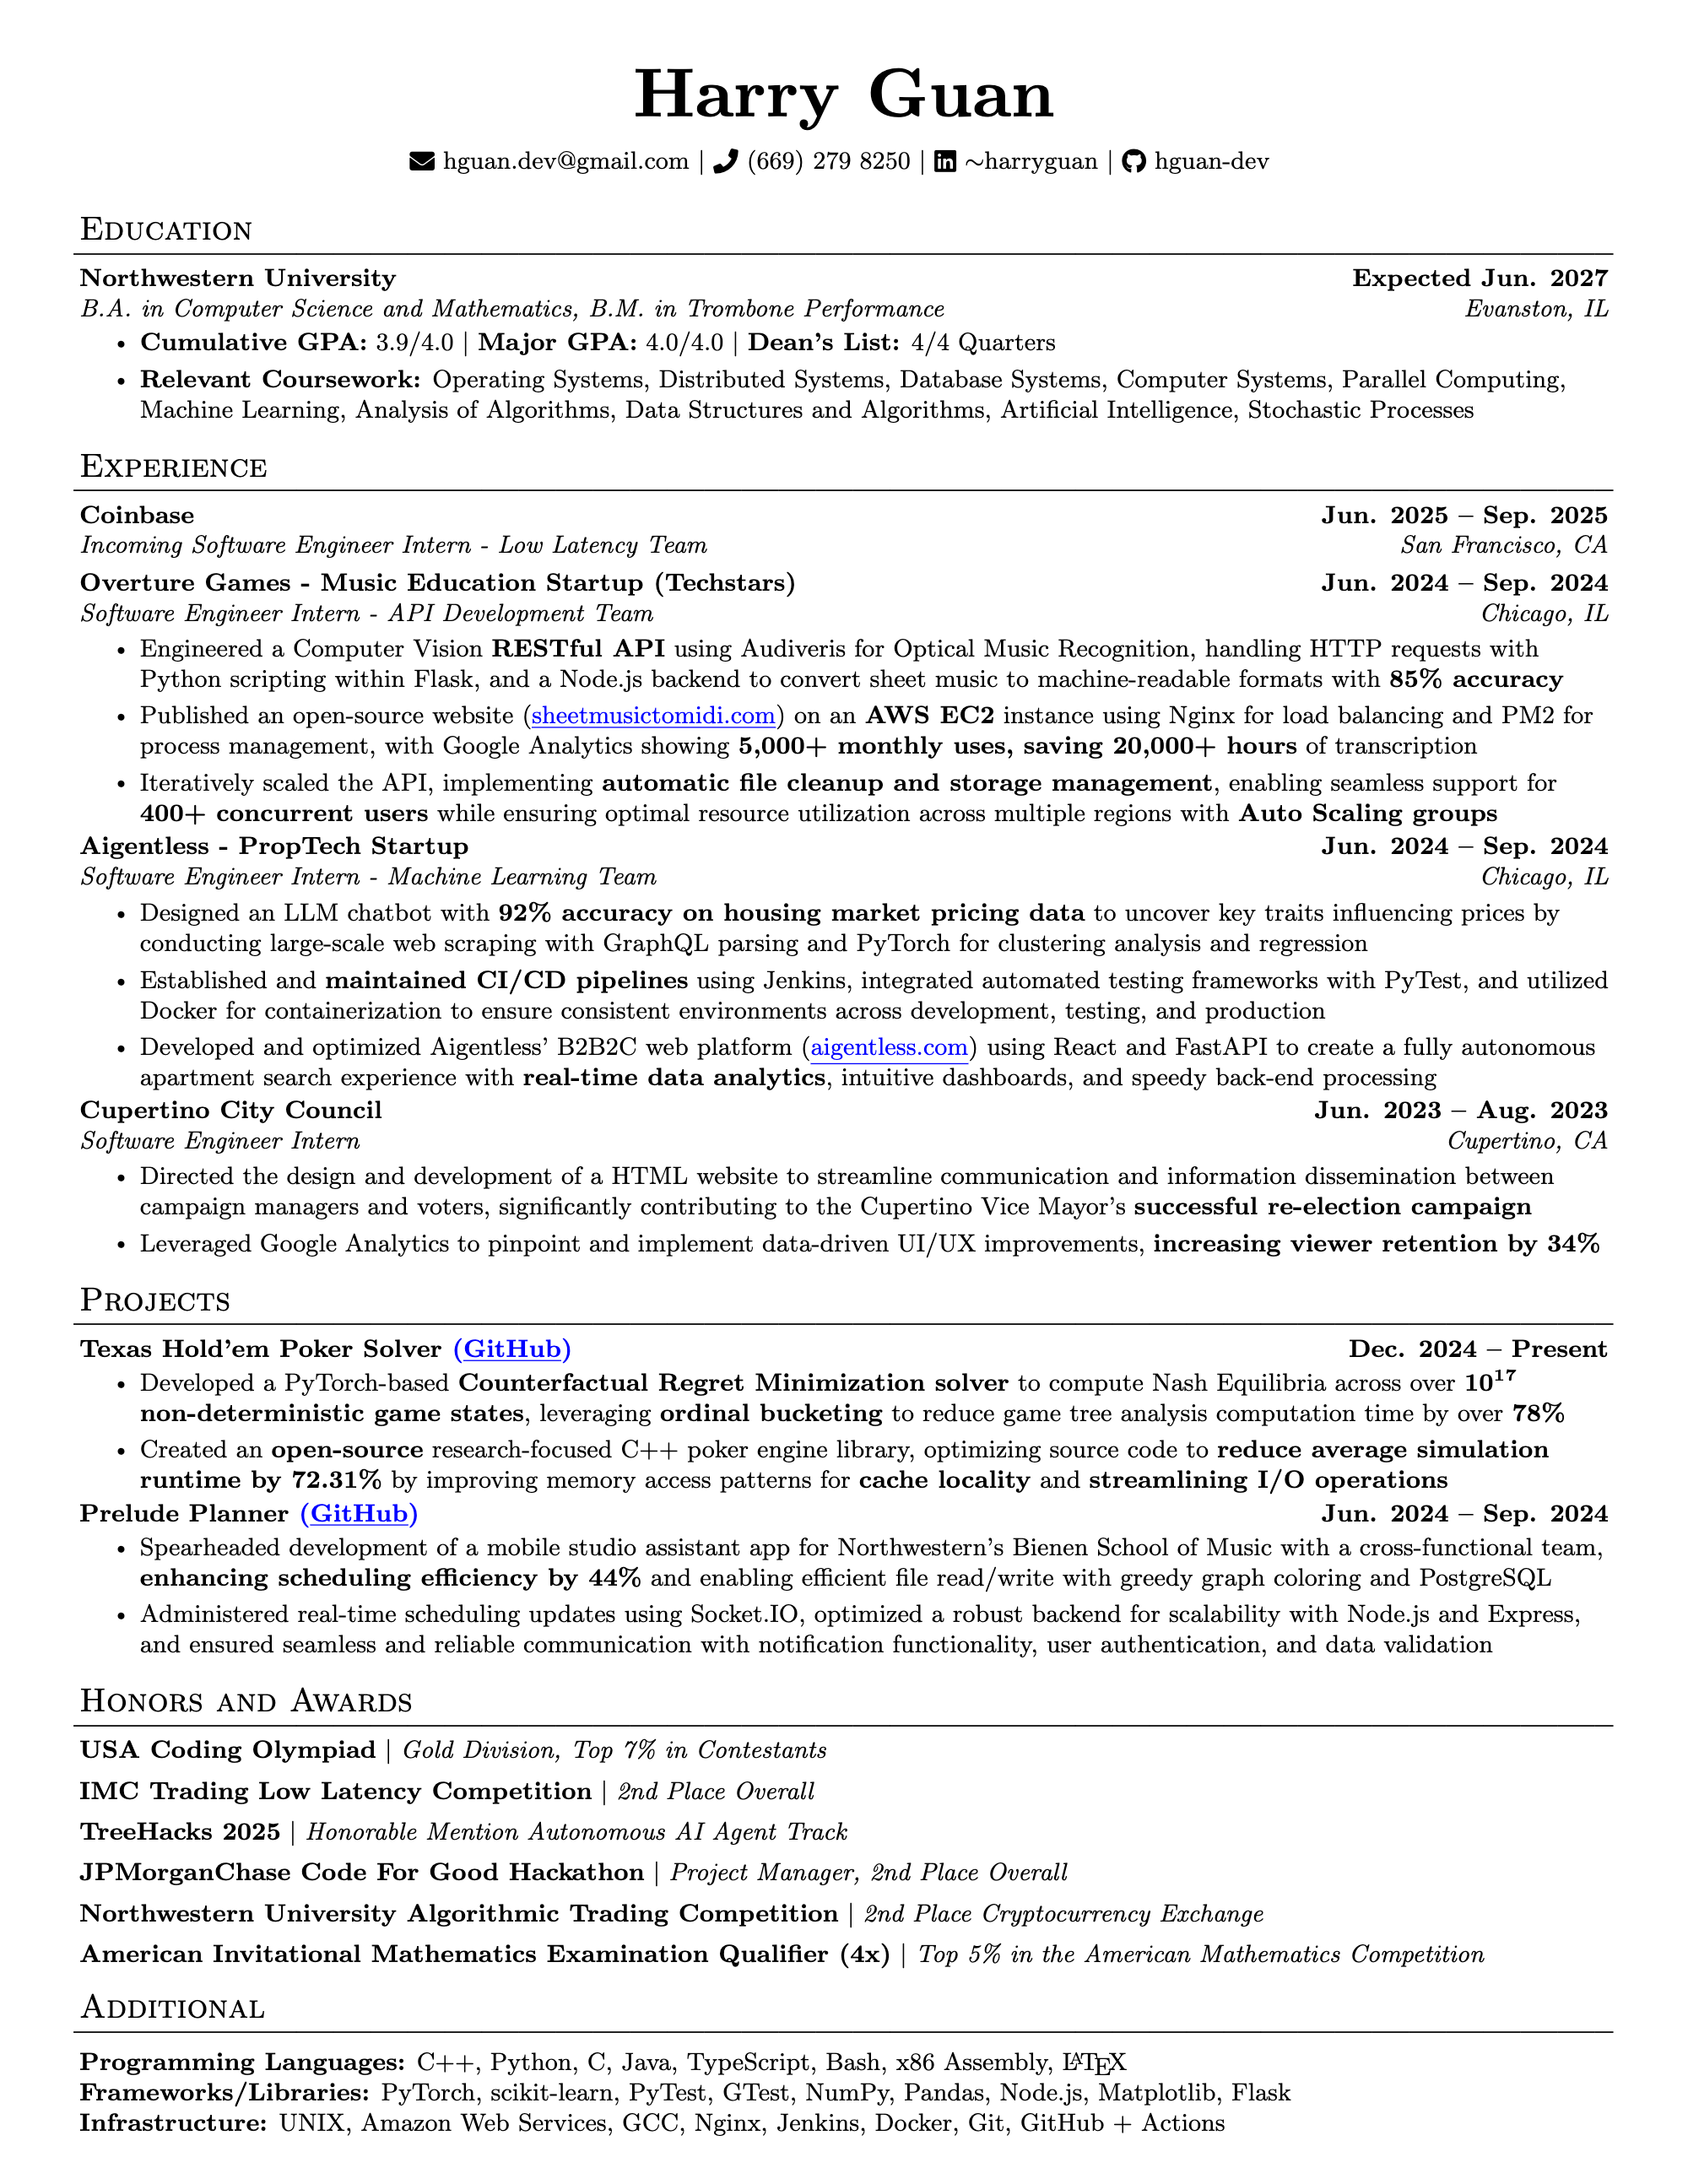 Harry Guan
hguan.dev@gmail.com | (669) 279 8250 | ~harryguan | hguan-dev
Education
Northwestern University Expected Jun. 2027
B.A. in Computer Science and Mathematics, B.M. in Trombone Performance Evanston, IL
• Cumulative GPA: 3.9/4.0 | Major GPA: 4.0/4.0 | Dean's List: 4/4 Quarters
• Relevant Coursework: Operating Systems, Distributed Systems, Database Systems, Computer Systems, Parallel Computing,
Machine Learning, Analysis of Algorithms, Data Structures and Algorithms, Artificial Intelligence, Stochastic Processes
Experience
Coinbase Jun. 2025 – Sep. 2025
Incoming Software Engineer Intern - Low Latency Team San Francisco, CA
Overture Games - Music Education Startup (Techstars) Jun. 2024 – Sep. 2024
Software Engineer Intern - API Development Team Chicago, IL
• Engineered a Computer Vision RESTful API using Audiveris for Optical Music Recognition, handling HTTP requests with
Python scripting within Flask, and a Node.js backend to convert sheet music to machine-readable formats with 85% accuracy
• Published an open-source website (sheetmusictomidi.com) on an AWS EC2 instance using Nginx for load balancing and PM2 for
process management, with Google Analytics showing 5,000+ monthly uses, saving 20,000+ hours of transcription
• Iteratively scaled the API, implementing automatic file cleanup and storage management, enabling seamless support for
400+ concurrent users while ensuring optimal resource utilization across multiple regions with Auto Scaling groups
Aigentless - PropTech Startup Jun. 2024 – Sep. 2024
Software Engineer Intern - Machine Learning Team Chicago, IL
• Designed an LLM chatbot with 92% accuracy on housing market pricing data to uncover key traits influencing prices by
conducting large-scale web scraping with GraphQL parsing and PyTorch for clustering analysis and regression
• Established and maintained CI/CD pipelines using Jenkins, integrated automated testing frameworks with PyTest, and utilized
Docker for containerization to ensure consistent environments across development, testing, and production
• Developed and optimized Aigentless' B2B2C web platform (aigentless.com) using React and FastAPI to create a fully autonomous
apartment search experience with real-time data analytics, intuitive dashboards, and speedy back-end processing
Cupertino City Council Jun. 2023 – Aug. 2023
Software Engineer Intern Cupertino, CA
• Directed the design and development of a HTML website to streamline communication and information dissemination between
campaign managers and voters, significantly contributing to the Cupertino Vice Mayor's successful re-election campaign
• Leveraged Google Analytics to pinpoint and implement data-driven UI/UX improvements, increasing viewer retention by 34%
Projects
Texas Hold'em Poker Solver (GitHub) Dec. 2024 – Present
• Developed a PyTorch-based Counterfactual Regret Minimization solver to compute Nash Equilibria across over 10¹⁷
non-deterministic game states, leveraging ordinal bucketing to reduce game tree analysis computation time by over 78%
• Created an open-source research-focused C++ poker engine library, optimizing source code to reduce average simulation
runtime by 72.31% by improving memory access patterns for cache locality and streamlining I/O operations
Prelude Planner (GitHub) Jun. 2024 – Sep. 2024
• Spearheaded development of a mobile studio assistant app for Northwestern's Bienen School of Music with a cross-functional team,
enhancing scheduling efficiency by 44% and enabling efficient file read/write with greedy graph coloring and PostgreSQL
• Administered real-time scheduling updates using Socket.IO, optimized a robust backend for scalability with Node.js and Express,
and ensured seamless and reliable communication with notification functionality, user authentication, and data validation
Honors and Awards
USA Coding Olympiad | Gold Division, Top 7% in Contestants
IMC Trading Low Latency Competition | 2nd Place Overall
TreeHacks 2025 | Honorable Mention Autonomous AI Agent Track
JPMorganChase Code For Good Hackathon | Project Manager, 2nd Place Overall
Northwestern University Algorithmic Trading Competition | 2nd Place Cryptocurrency Exchange
American Invitational Mathematics Examination Qualifier (4x) | Top 5% in the American Mathematics Competition
Additional
Programming Languages: C++, Python, C, Java, TypeScript, Bash, x86 Assembly, LATEX
Frameworks/Libraries: PyTorch, scikit-learn, PyTest, GTest, NumPy, Pandas, Node.js, Matplotlib, Flask
Infrastructure: UNIX, Amazon Web Services, GCC, Nginx, Jenkins, Docker, Git, GitHub + Actions